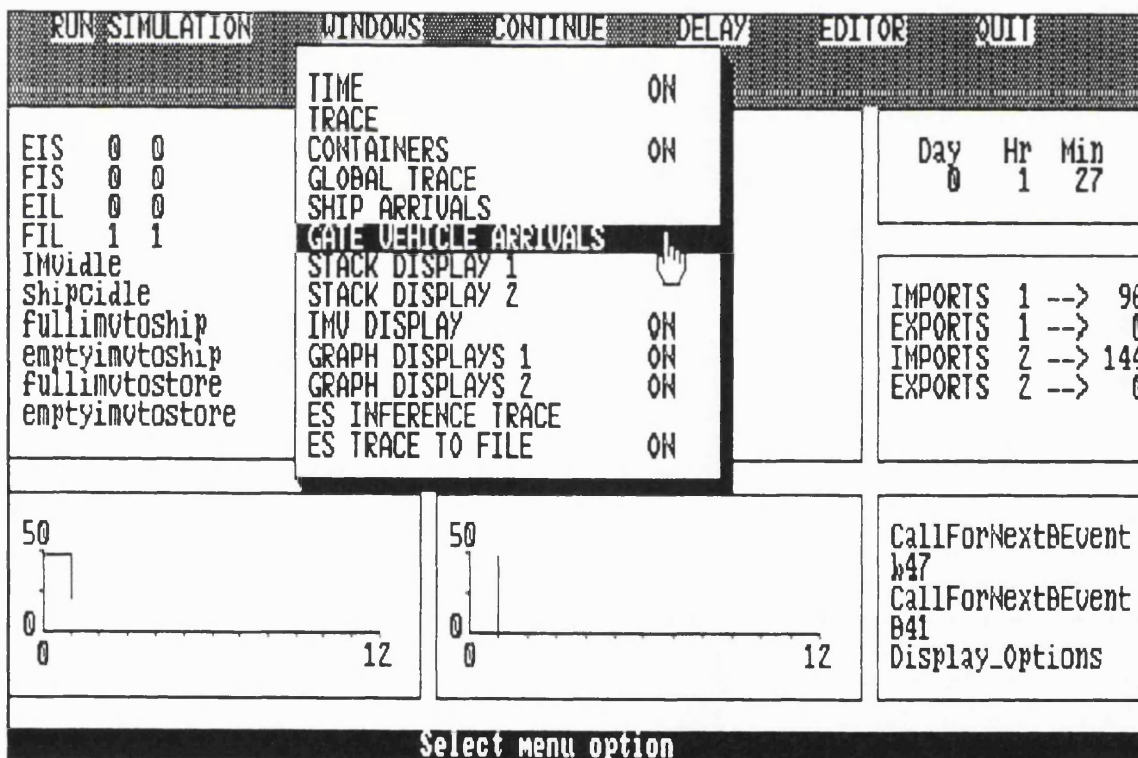 RUN SIMULATION WINDOWS CONTINUE DELAY EDITOR QUIT
TIME ON
TRACE
CONTAINERS ON
GLOBAL TRACE
SHIP ARRIVALS
GATE VEHICLE ARRIVALS
STACK DISPLAY 1
STACK DISPLAY 2
IMV DISPLAY ON
GRAPH DISPLAYS 1 ON
GRAPH DISPLAYS 2 ON
ES INFERENCE TRACE
ES TRACE TO FILE ON
EIS 0 0
FIS 0 0
EIL 0 0
FIL 1 1
IMVidle
ShipCidle
fullimvtoship
emptyimvtoship
fullimvtostore
emptyimvtostore
Day Hr Min
0 1 27
IMPORTS 1 --> 96
EXPORTS 1 --> 0
IMPORTS 2 --> 144
EXPORTS 2 -->
50
0
0 12
50
0
0 12
CallForNextBEvent
b47
CallForNextBEvent
B41
Display_Options
Select menu option